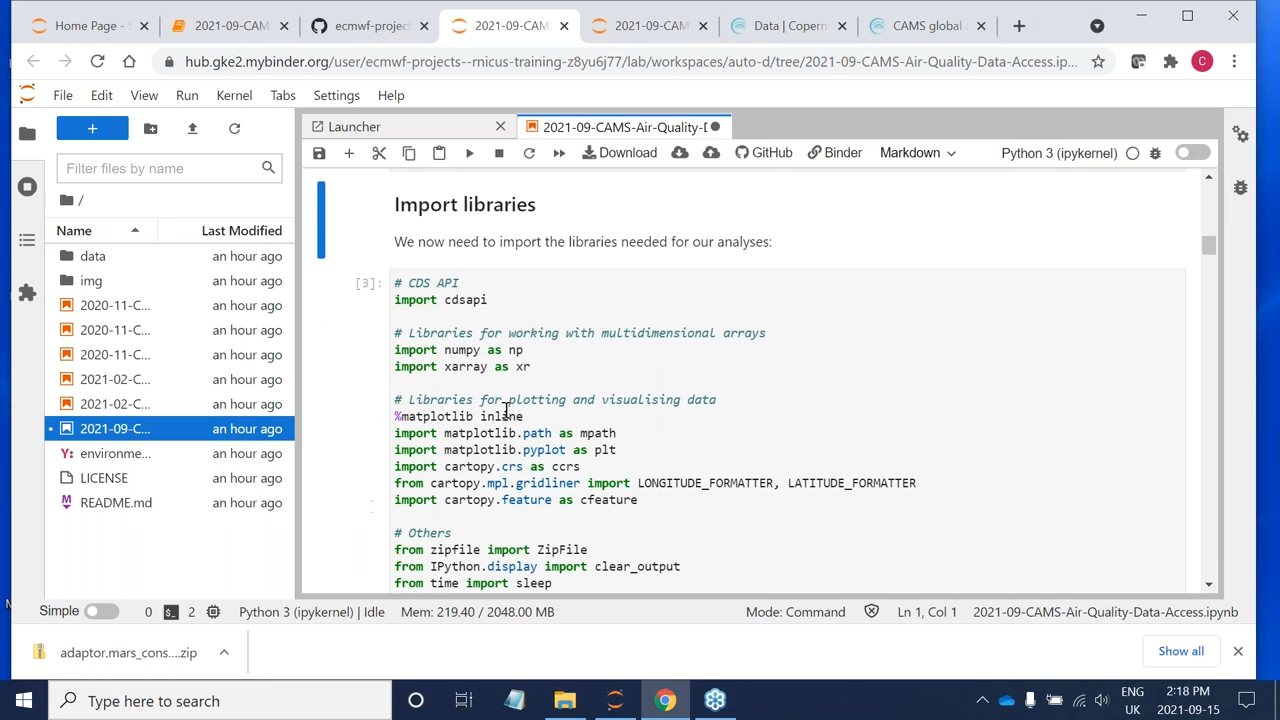 Home Page -
2021-09-CAM
ecmwf-projec
2021-09-CAM
2021-09-CAM
Data | Copern
CAMS global
hub.gke2.mybinder.org/user/ecmwf-projects--rnicus-training-z8yu6j77/lab/workspaces/auto-d/tree/2021-09-CAMS-Air-Quality-Data-Access.ip...
C
File Edit View Run Kernel Tabs Settings Help
Launcher
2021-09-CAMS-Air-Quality-D
Filter files by name
Download GitHub Binder Markdown Python 3 (ipykernel)
/
Name Last Modified
data an hour ago
img an hour ago
2020-11-C... an hour ago
2020-11-C... an hour ago
2020-11-C... an hour ago
2021-02-C... an hour ago
2021-02-C... an hour ago
2021-09-C... an hour ago
Y: environme... an hour ago
LICENSE an hour ago
README.md an hour ago
Import libraries
We now need to import the libraries needed for our analyses:
[3]:
# CDS API
import cdsapi
# Libraries for working with multidimensional arrays
import numpy as np
import xarray as xr
# Libraries for plotting and visualising data
%matplotlib inline
import matplotlib.path as mpath
import matplotlib.pyplot as plt
import cartopy.crs as ccrs
from cartopy.mpl.gridliner import LONGITUDE_FORMATTER, LATITUDE_FORMATTER
import cartopy.feature as cfeature
# Others
from zipfile import ZipFile
from IPython.display import clear_output
from time import sleep
Simple 0 2 Python 3 (ipykernel) | Idle Mem: 219.40 / 2048.00 MB Mode: Command Ln 1, Col 1 2021-09-CAMS-Air-Quality-Data-Access.ipynb
adaptor.mars_cons....zip
Show all
Type here to search
ENG
UK
2:18 PM
2021-09-15